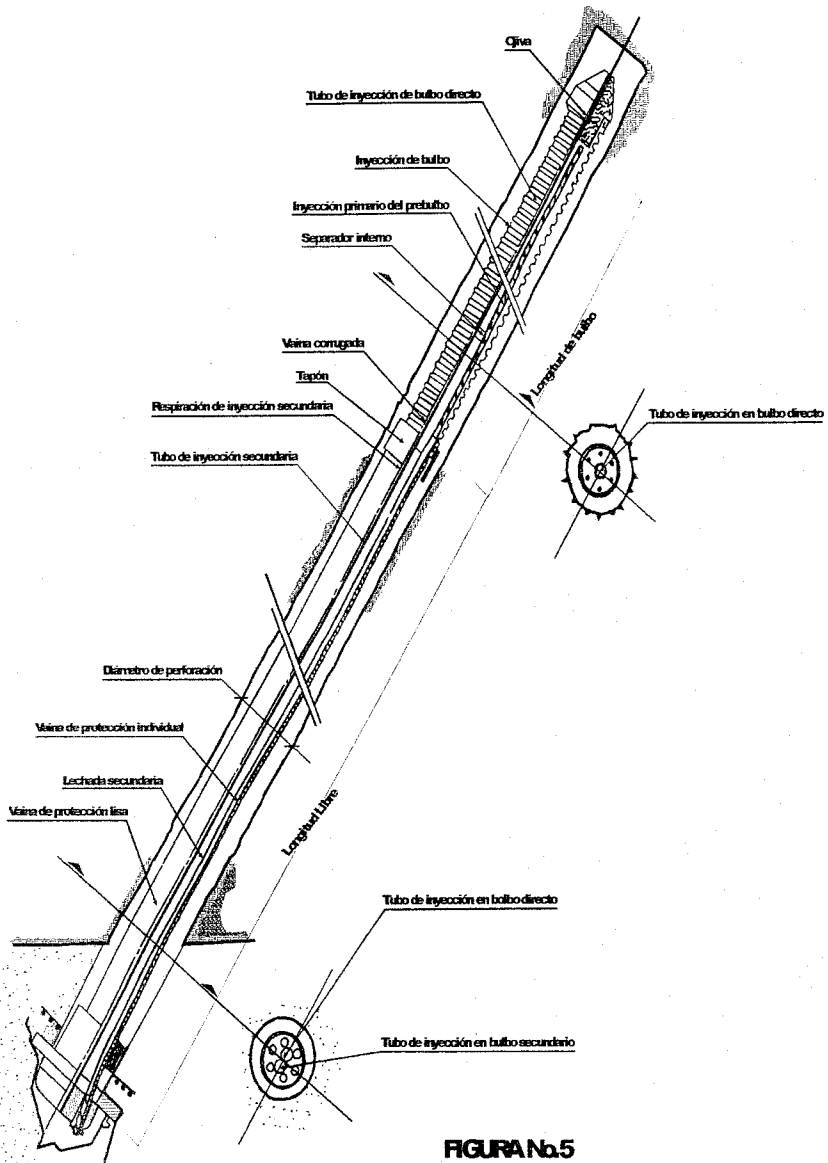 Ojiva
Tubo de inyección de bulbo directo
Inyección de bulbo
Inyección primario del prebulbo
Separador interno
Vaina corrugada
Tapón
Respiración de inyección secundaria
Tubo de inyección secundaria
Longitud de bulbo
Tubo de inyección en bulbo directo
Diámetro de perforación
Vaina de protección individual
Lechada secundaria
Vaina de protección lisa
Longitud Libre
Tubo de inyección en bolbo directo
Tubo de inyección en bulbo secundario
FIGURA No.5